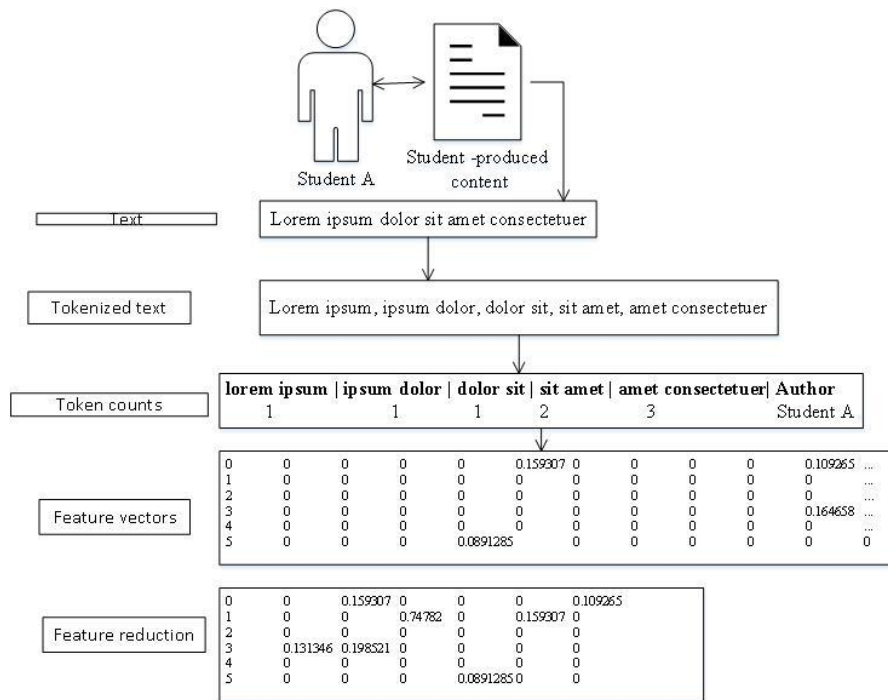 Student A
Student -produced
content
Text
Lorem ipsum dolor sit amet consectetuer
Tokenized text
Lorem ipsum, ipsum dolor, dolor sit, sit amet, amet consectetuer
Token counts
lorem ipsum | ipsum dolor | dolor sit | sit amet | amet consectetuer| Author
1 1 1 2 3 Student A
Feature vectors
0 0 0 0 0 0.159307 0 0 0 0 0.109265 ...
1 0 0 0 0 0 0 0 0 0 0 ...
2 0 0 0 0 0 0 0 0 0 0 ...
3 0 0 0 0 0 0 0 0 0 0.164658 ...
4 0 0 0 0 0 0 0 0 0 0 ...
5 0 0 0 0.0891285 0 0 0 0 0 0
Feature reduction
0 0 0.159307 0 0 0 0.109265
1 0 0 0.74782 0 0.159307 0
2 0 0 0 0 0 0
3 0.131346 0.198521 0 0 0 0
4 0 0 0 0 0 0
5 0 0 0 0.0891285 0 0